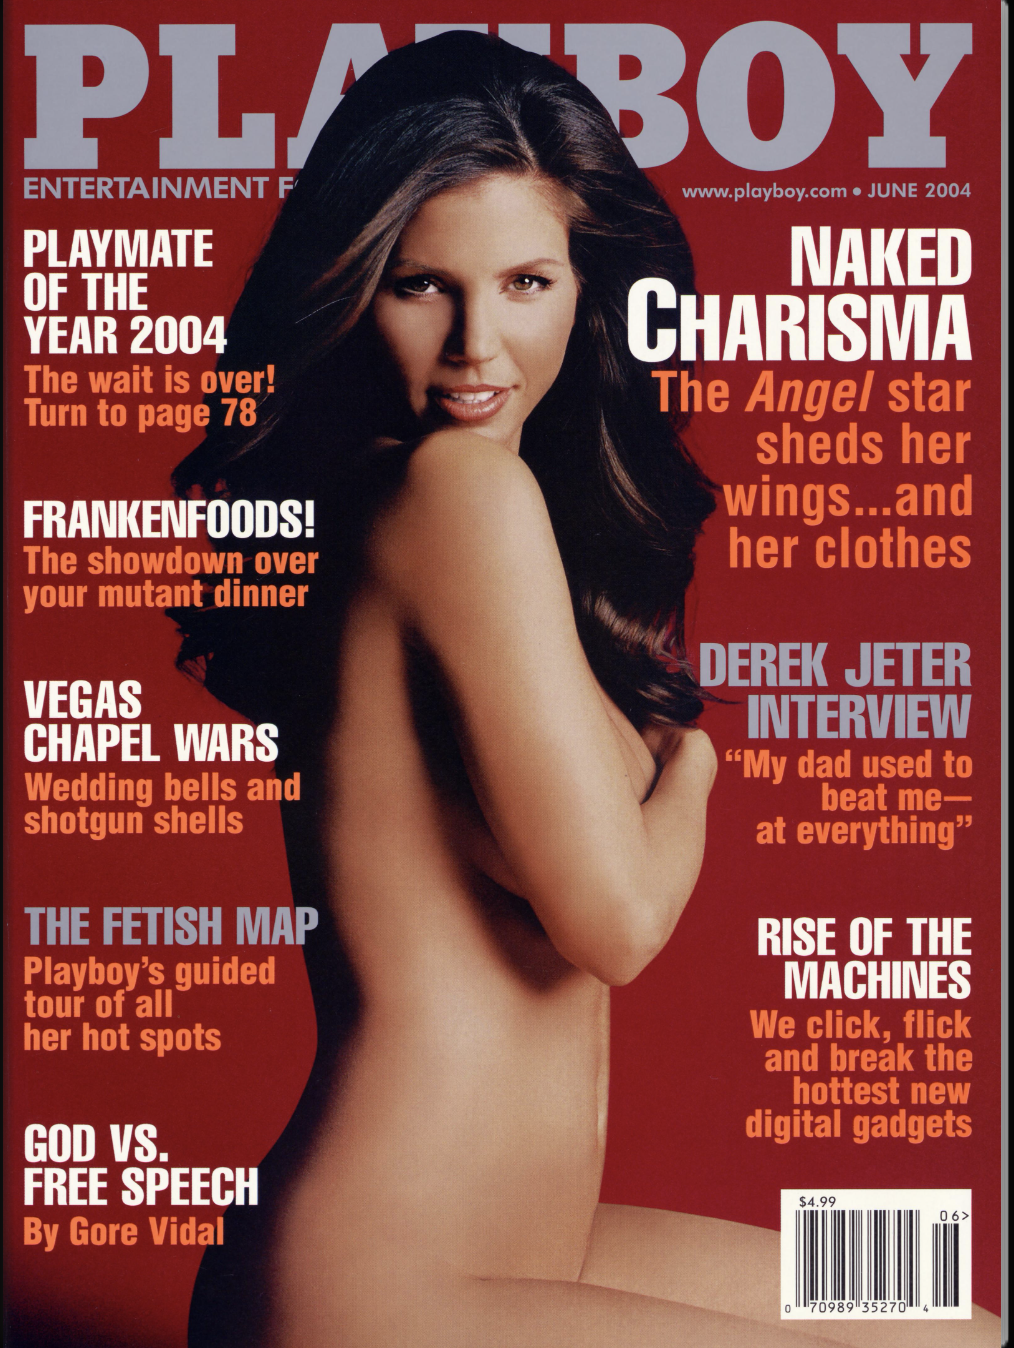 PLAYBOY
ENTERTAINMENT F
www.playboy.com • JUNE 2004
PLAYMATE
OF THE
YEAR 2004
The wait is over!
Turn to page 78
FRANKENFOODS!
The showdown over
your mutant dinner
VEGAS
CHAPEL WARS
Wedding bells and
shotgun shells
THE FETISH MAP
Playboy's guided
tour of all
her hot spots
GOD VS.
FREE SPEECH
By Gore Vidal
NAKED
CHARISMA
The Angel star
sheds her
wings...and
her clothes
DEREK JETER
INTERVIEW
“My dad used to
beat me—
at everything”
RISE OF THE
MACHINES
We click, flick
and break the
hottest new
digital gadgets
$4.99
06>
0 70989 35270 4